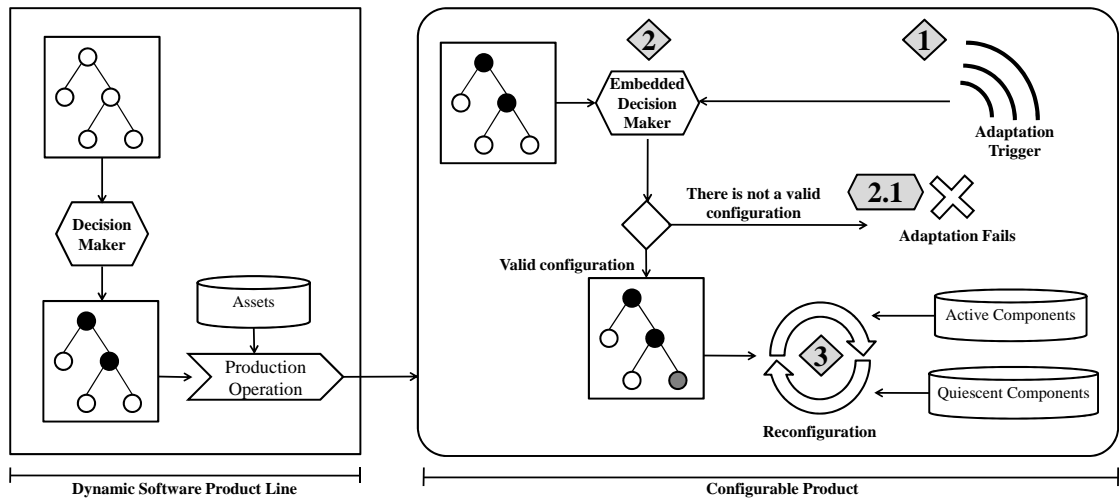 Decision
Maker
Assets
Production
Operation
Dynamic Software Product Line
2
1
Embedded
Decision
Maker
Adaptation
Trigger
There is not a valid
configuration
2.1
Adaptation Fails
Valid configuration
3
Active Components
Quiescent Components
Reconfiguration
Configurable Product